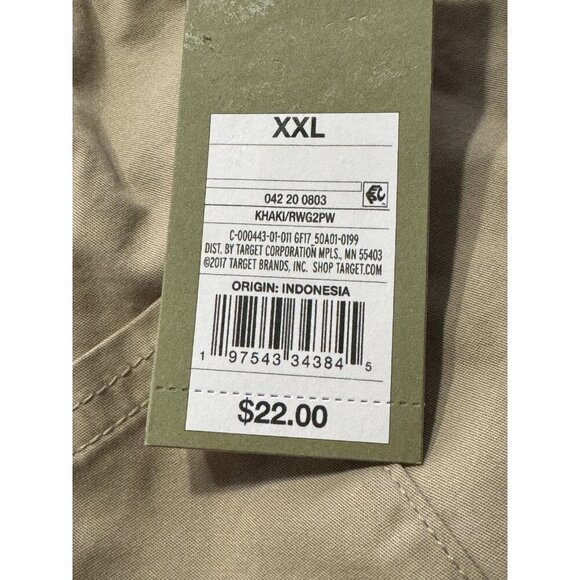 XXL
042 20 0803
KHAKI/RWG2PW
C-000443-01-011 GF17_50A01-0199
DIST. BY TARGET CORPORATION MPLS., MN 55403
©2017 TARGET BRANDS, INC. SHOP TARGET.COM
ORIGIN: INDONESIA
1 97543 34384 5
$22.00